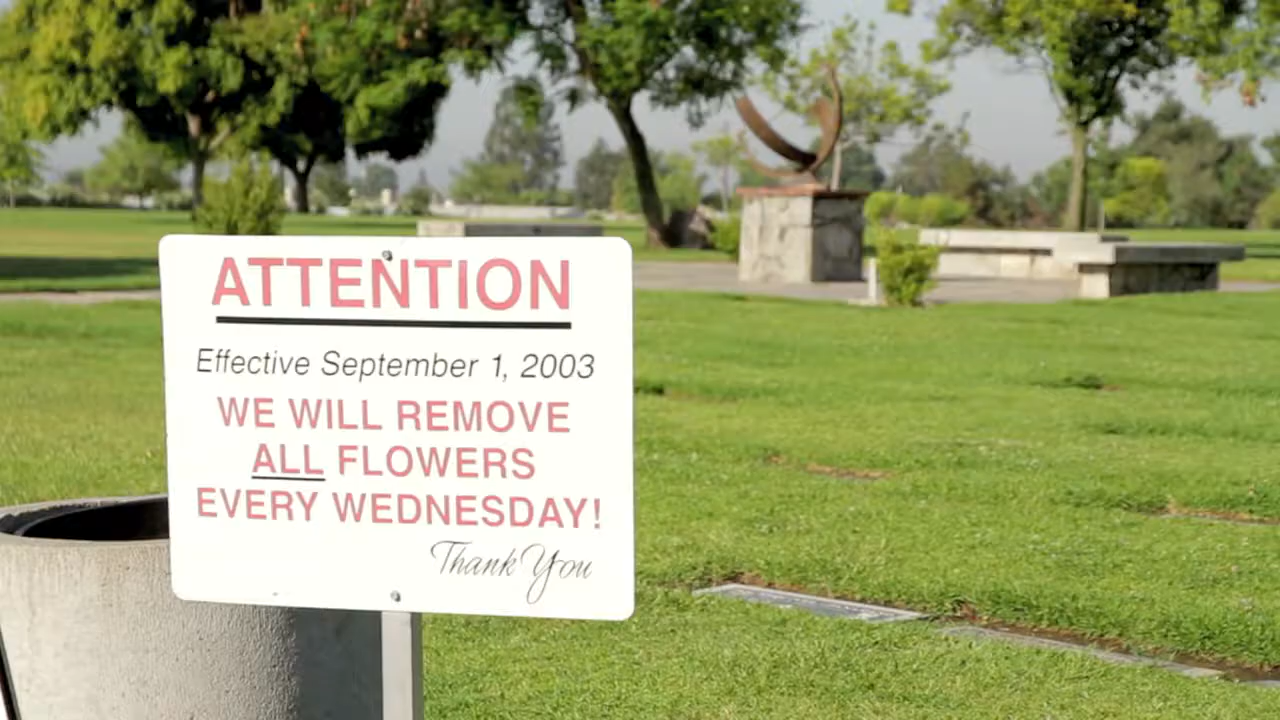 ATTENTION
Effective September 1, 2003
WE WILL REMOVE
ALL FLOWERS
EVERY WEDNESDAY!
Thank You